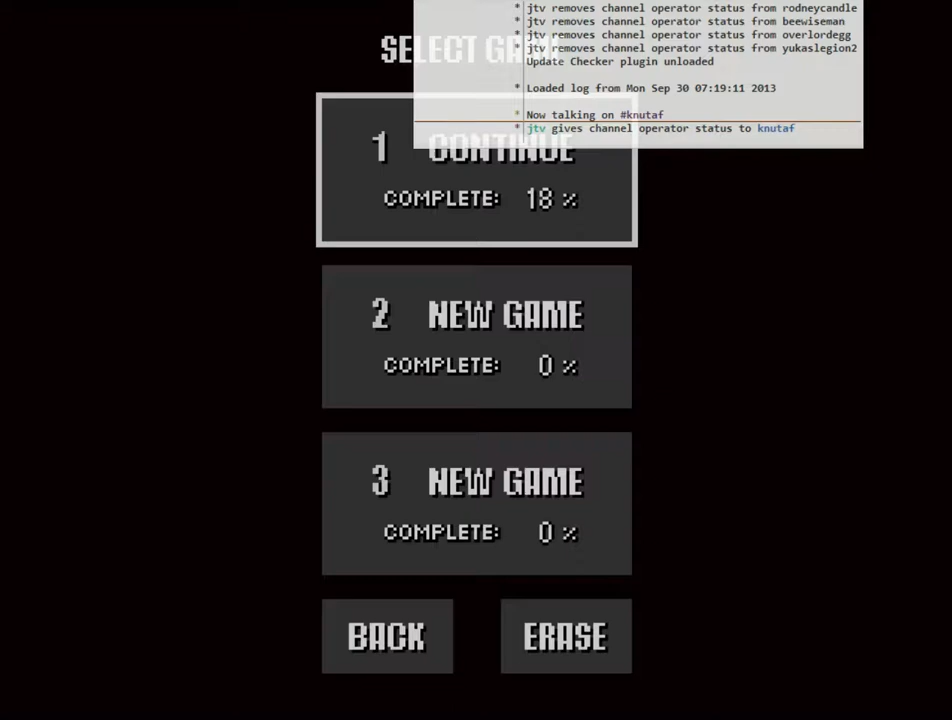 * jtv removes channel operator status from rodneycandle
* jtv removes channel operator status from beewiseman
* jtv removes channel operator status from overlordegg
* jtv removes channel operator status from yukaslegion2
Update Checker plugin unloaded
* Loaded log from Mon Sep 30 07:19:11 2013
* Now talking on #knutaf
* jtv gives channel operator status to knutaf
SELECT GAME
1 CONTINUE
COMPLETE: 18 %
2 NEW GAME
COMPLETE: 0 %
3 NEW GAME
COMPLETE: 0 %
BACK ERASE